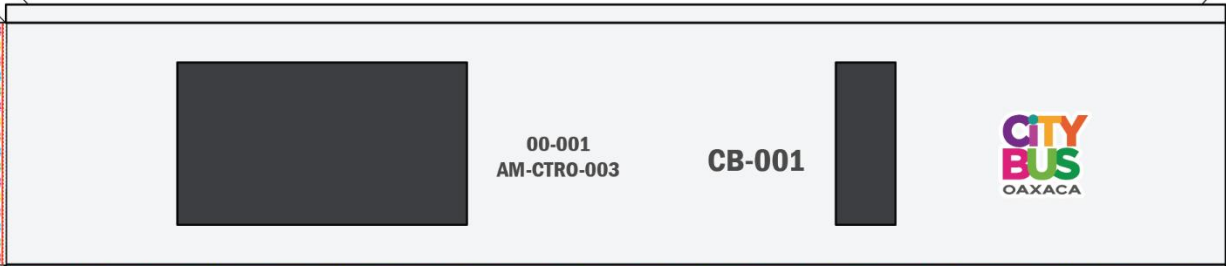 00-001
AM-CTRO-003
CB-001
CiTY
BUS
OAXACA